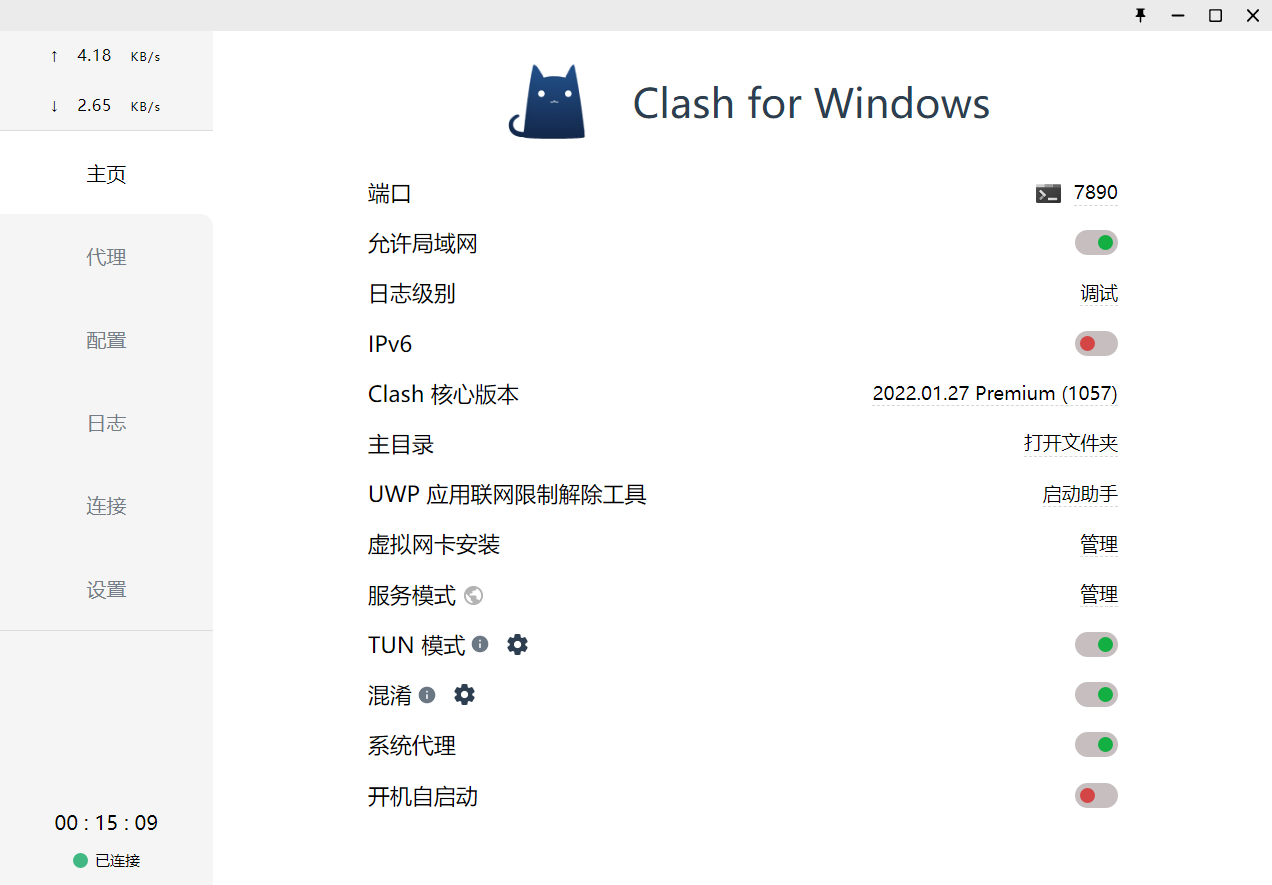 ↑ 4.18 KB/s
↓ 2.65 KB/s
主页
代理
配置
日志
连接
设置
00 : 15 : 09
已连接
Clash for Windows
端口 7890
允许局域网
日志级别 调试
IPv6
Clash 核心版本 2022.01.27 Premium (1057)
主目录 打开文件夹
UWP 应用联网限制解除工具 启动助手
虚拟网卡安装 管理
服务模式 管理
TUN 模式
混淆
系统代理
开机自启动